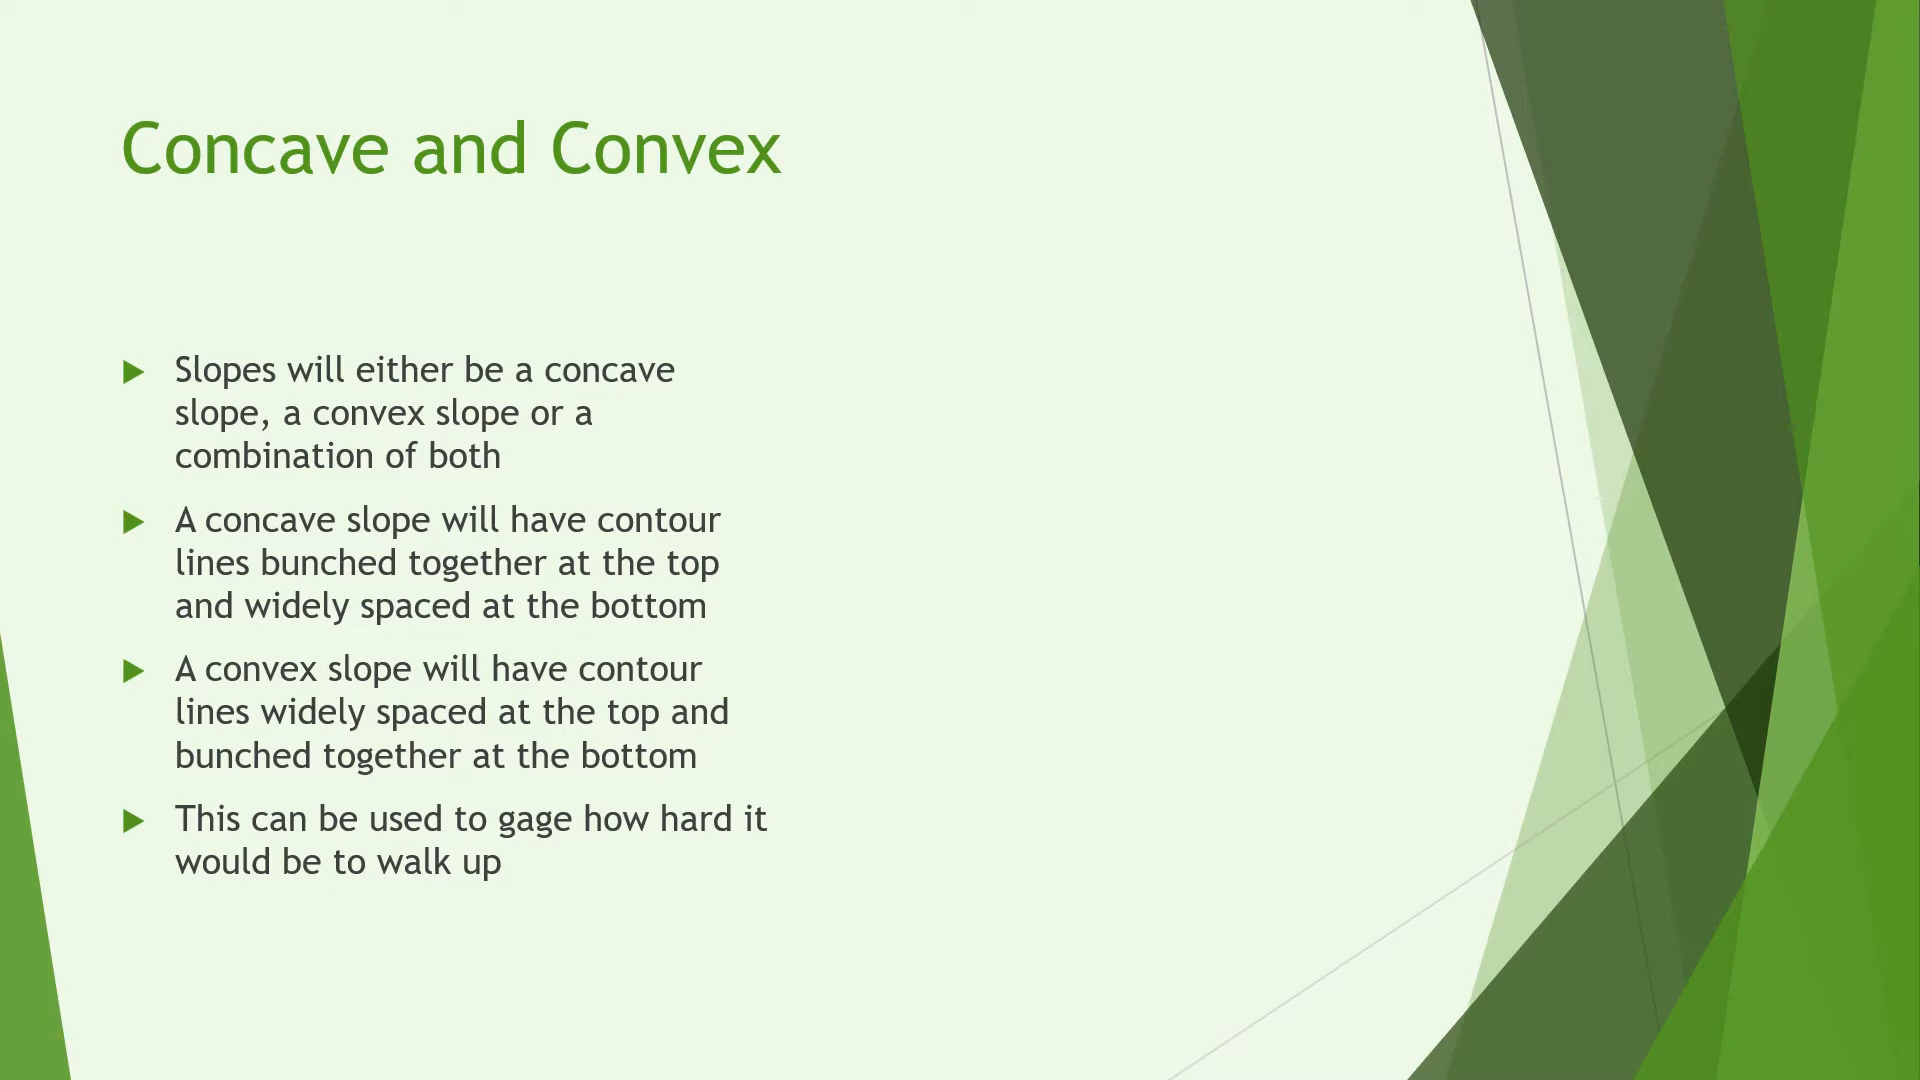 Concave and Convex
Slopes will either be a concave
slope, a convex slope or a
combination of both
A concave slope will have contour
lines bunched together at the top
and widely spaced at the bottom
A convex slope will have contour
lines widely spaced at the top and
bunched together at the bottom
This can be used to gage how hard it
would be to walk up